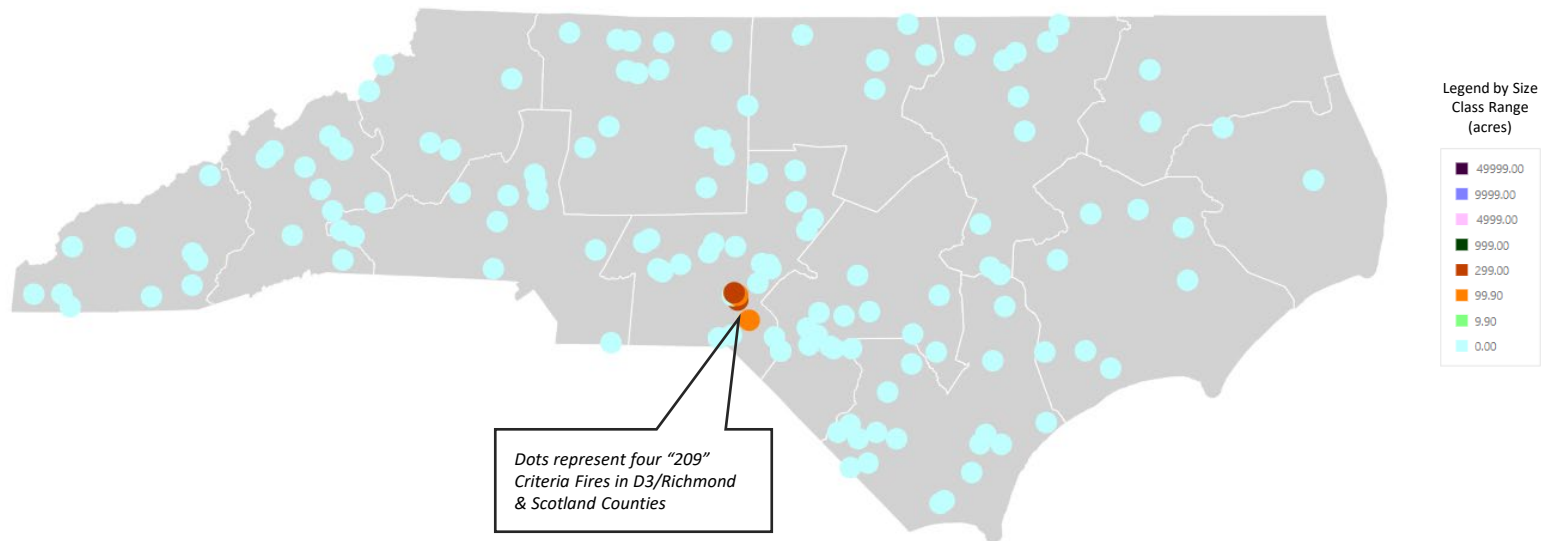 Legend by Size
Class Range
(acres)
49999.00
9999.00
4999.00
999.00
299.00
99.90
9.90
0.00
Dots represent four “209”
Criteria Fires in D3/Richmond
& Scotland Counties